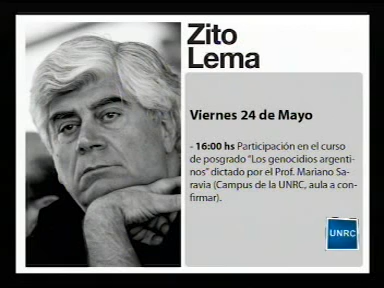 Zito
Lema
Viernes 24 de Mayo
- 16:00 hs Participación en el curso
de posgrado "Los genocidios argenti-
nos" dictado por el Prof. Mariano Sa-
ravia (Campus de la UNRC, aula a con-
firmar).
UNRC